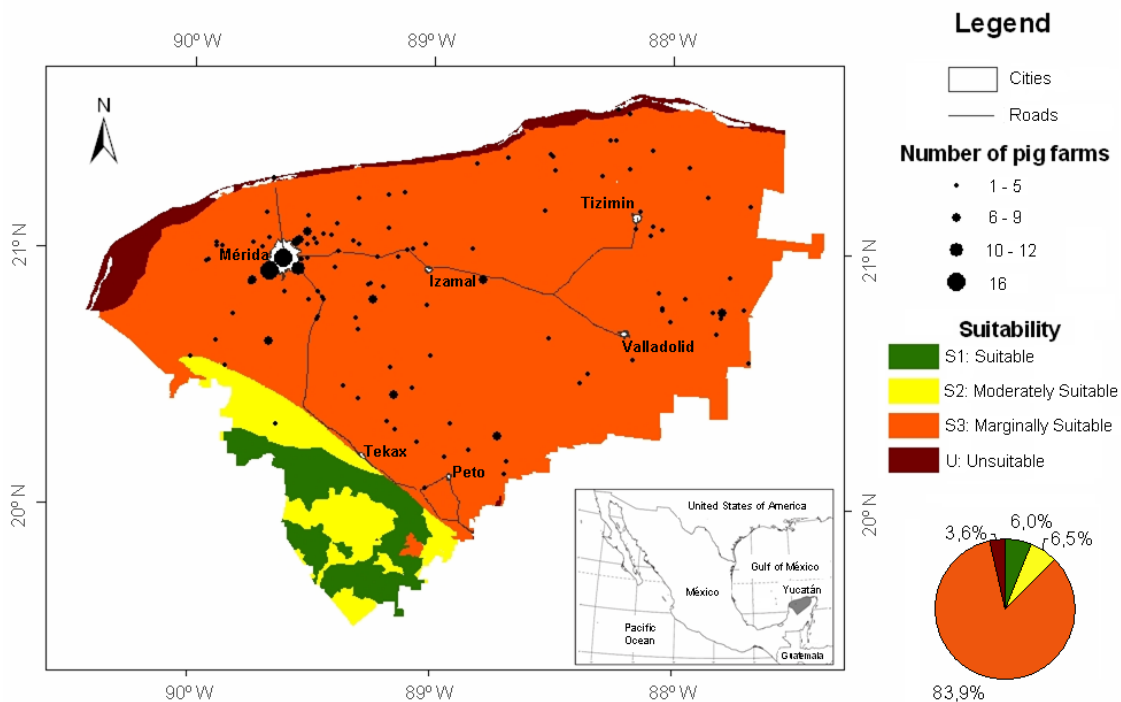 90º W
89º W
88º W
N
21º N
20º N
21º N
20º N
Mérida
Tizimin
Izamal
Valladolid
Tekax
Peto
90º W
89º W
88º W
United States of America
Gulf of México
Yucatán
México
Pacific
Ocean
Guatemala
Legend
Cities
Roads
Number of pig farms
1 - 5
6 - 9
10 - 12
16
Suitability
S1: Suitable
S2: Moderately Suitable
S3: Marginally Suitable
U: Unsuitable
3,6%
6,0%
6,5%
83,9%